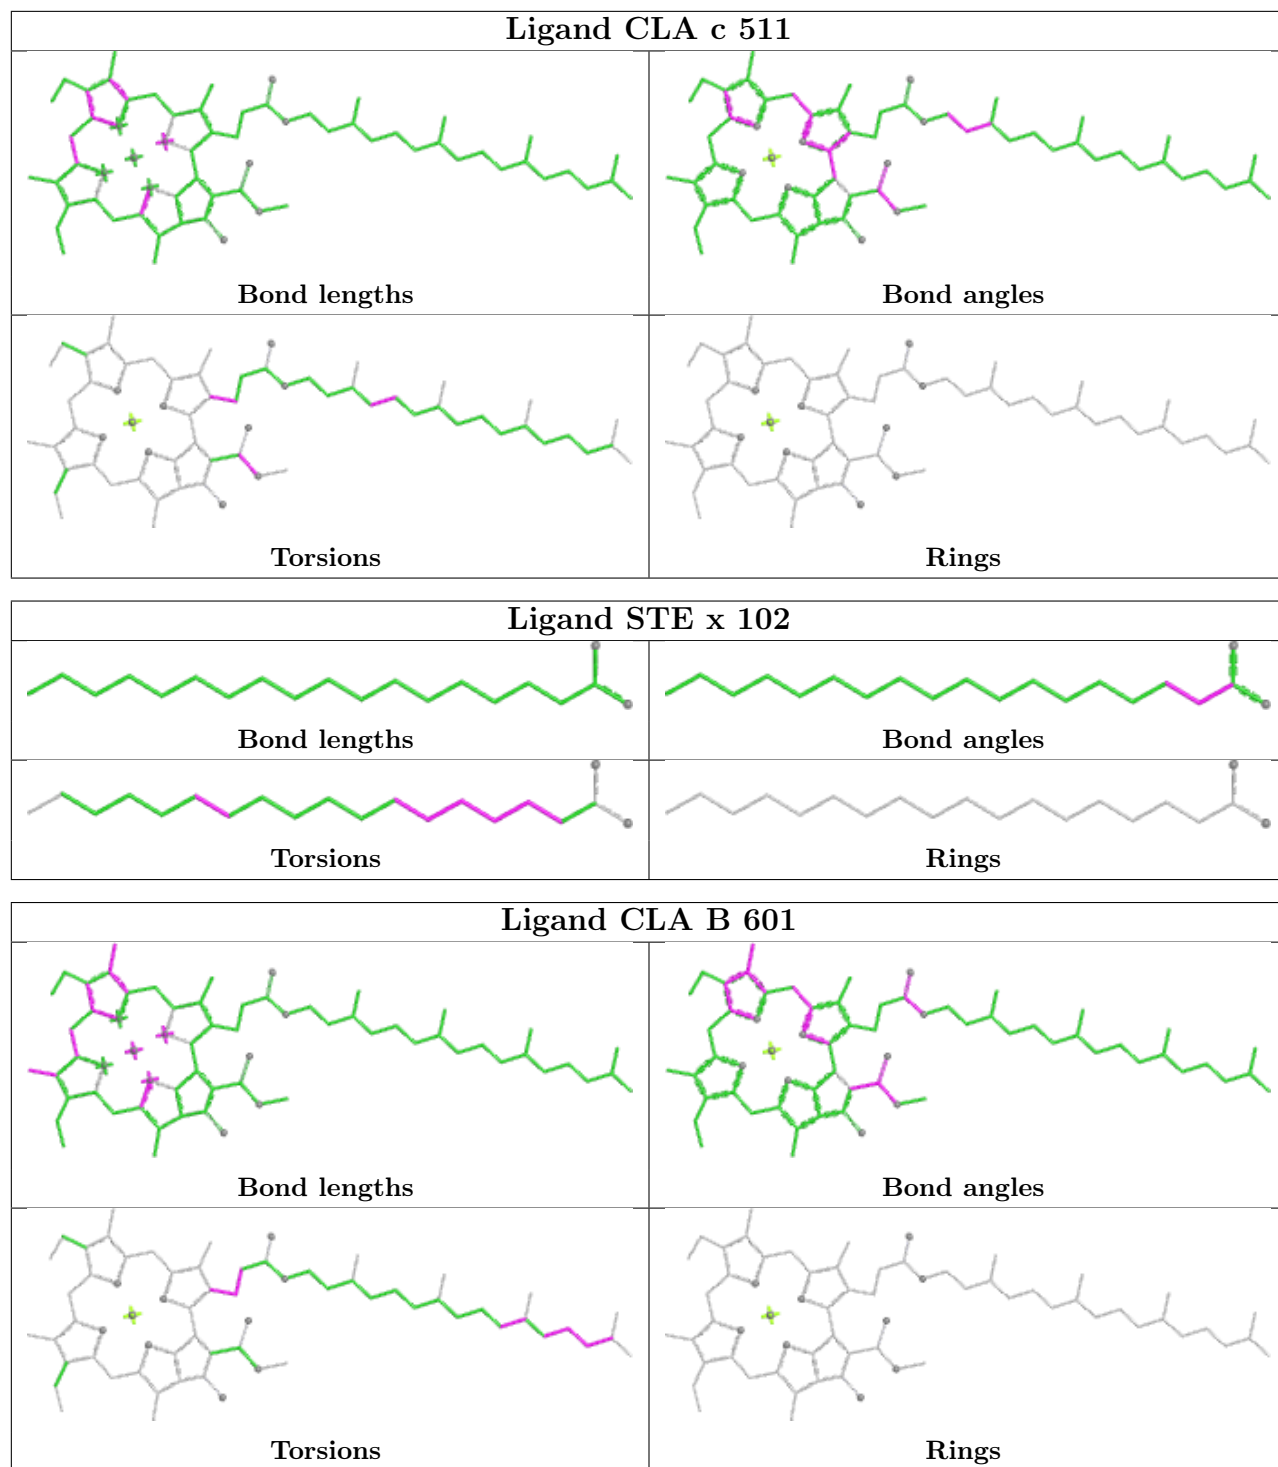 Ligand CLA c 511
Bond lengths
Bond angles
Torsions
Rings
Ligand STE x 102
Bond lengths
Bond angles
Torsions
Rings
Ligand CLA B 601
Bond lengths
Bond angles
Torsions
Rings